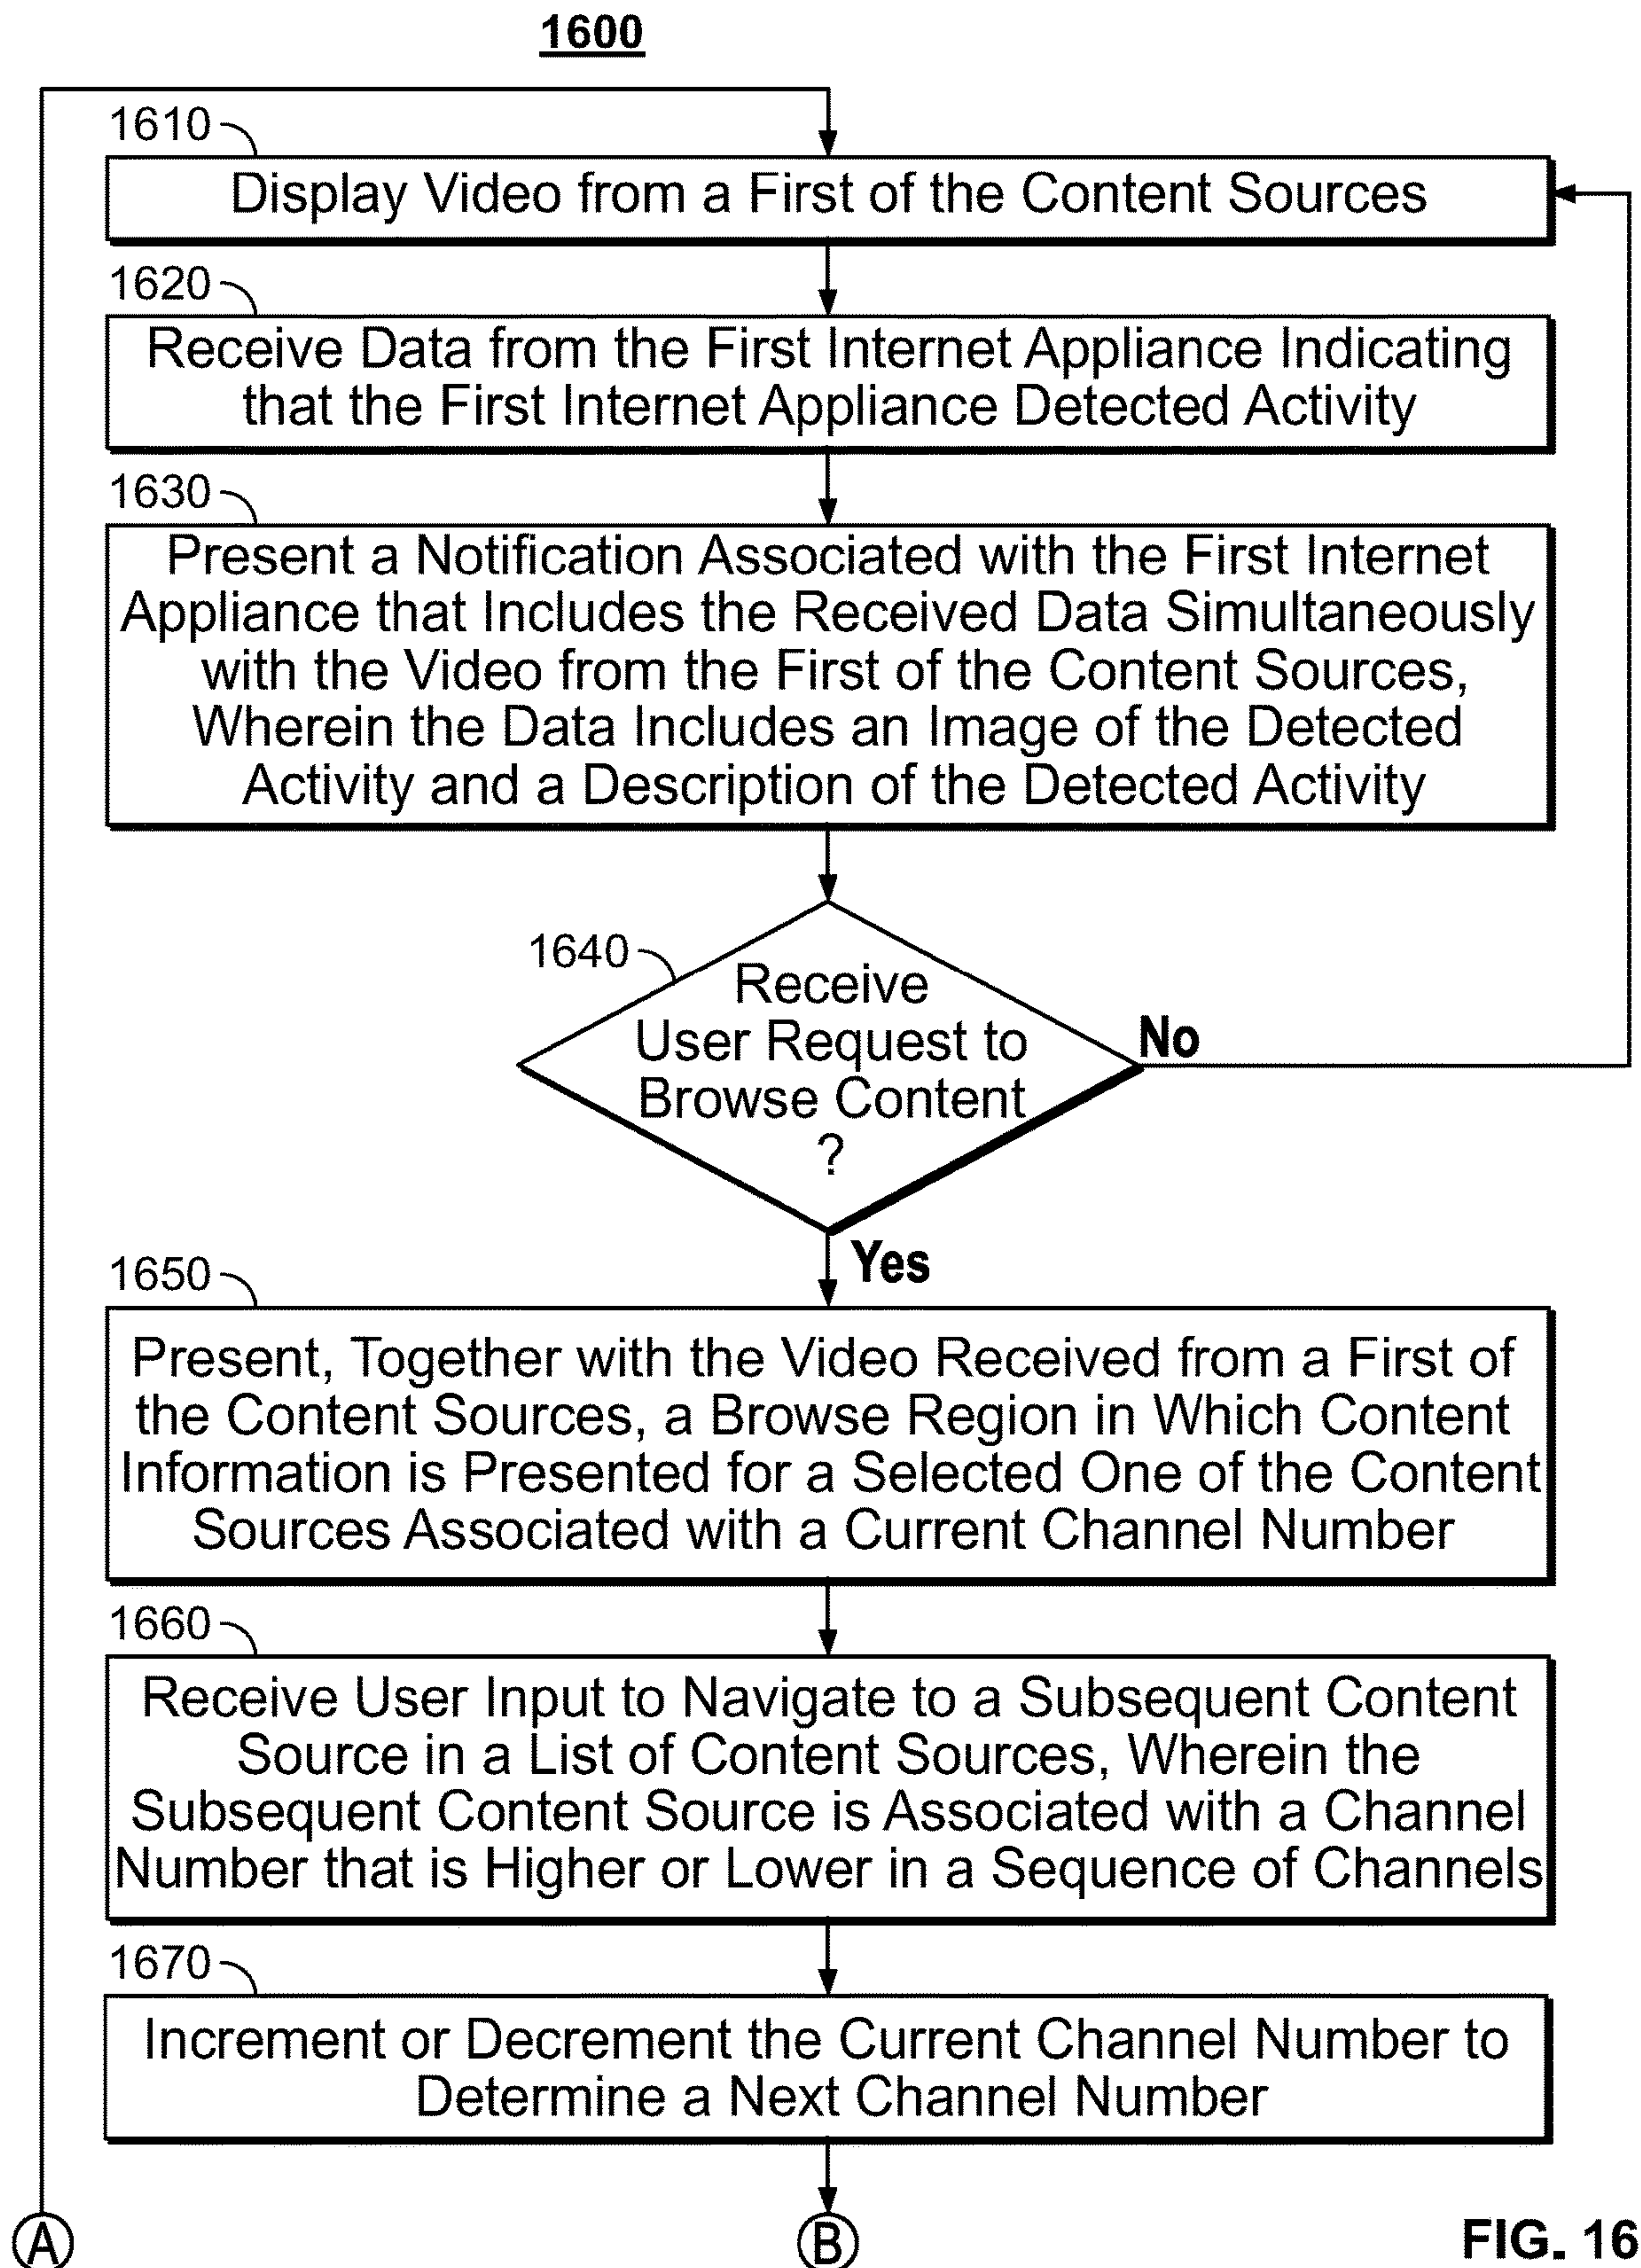 1600
1610
Display Video from a First of the Content Sources
1620
Receive Data from the First Internet Appliance Indicating
that the First Internet Appliance Detected Activity
1630
Present a Notification Associated with the First Internet
Appliance that Includes the Received Data Simultaneously
with the Video from the First of the Content Sources,
Wherein the Data Includes an Image of the Detected
Activity and a Description of the Detected Activity
1640
Receive
User Request to
Browse Content
?
No
Yes
1650
Present, Together with the Video Received from a First of
the Content Sources, a Browse Region in Which Content
Information is Presented for a Selected One of the Content
Sources Associated with a Current Channel Number
1660
Receive User Input to Navigate to a Subsequent Content
Source in a List of Content Sources, Wherein the
Subsequent Content Source is Associated with a Channel
Number that is Higher or Lower in a Sequence of Channels
1670
Increment or Decrement the Current Channel Number to
Determine a Next Channel Number
A
B
FIG. 16